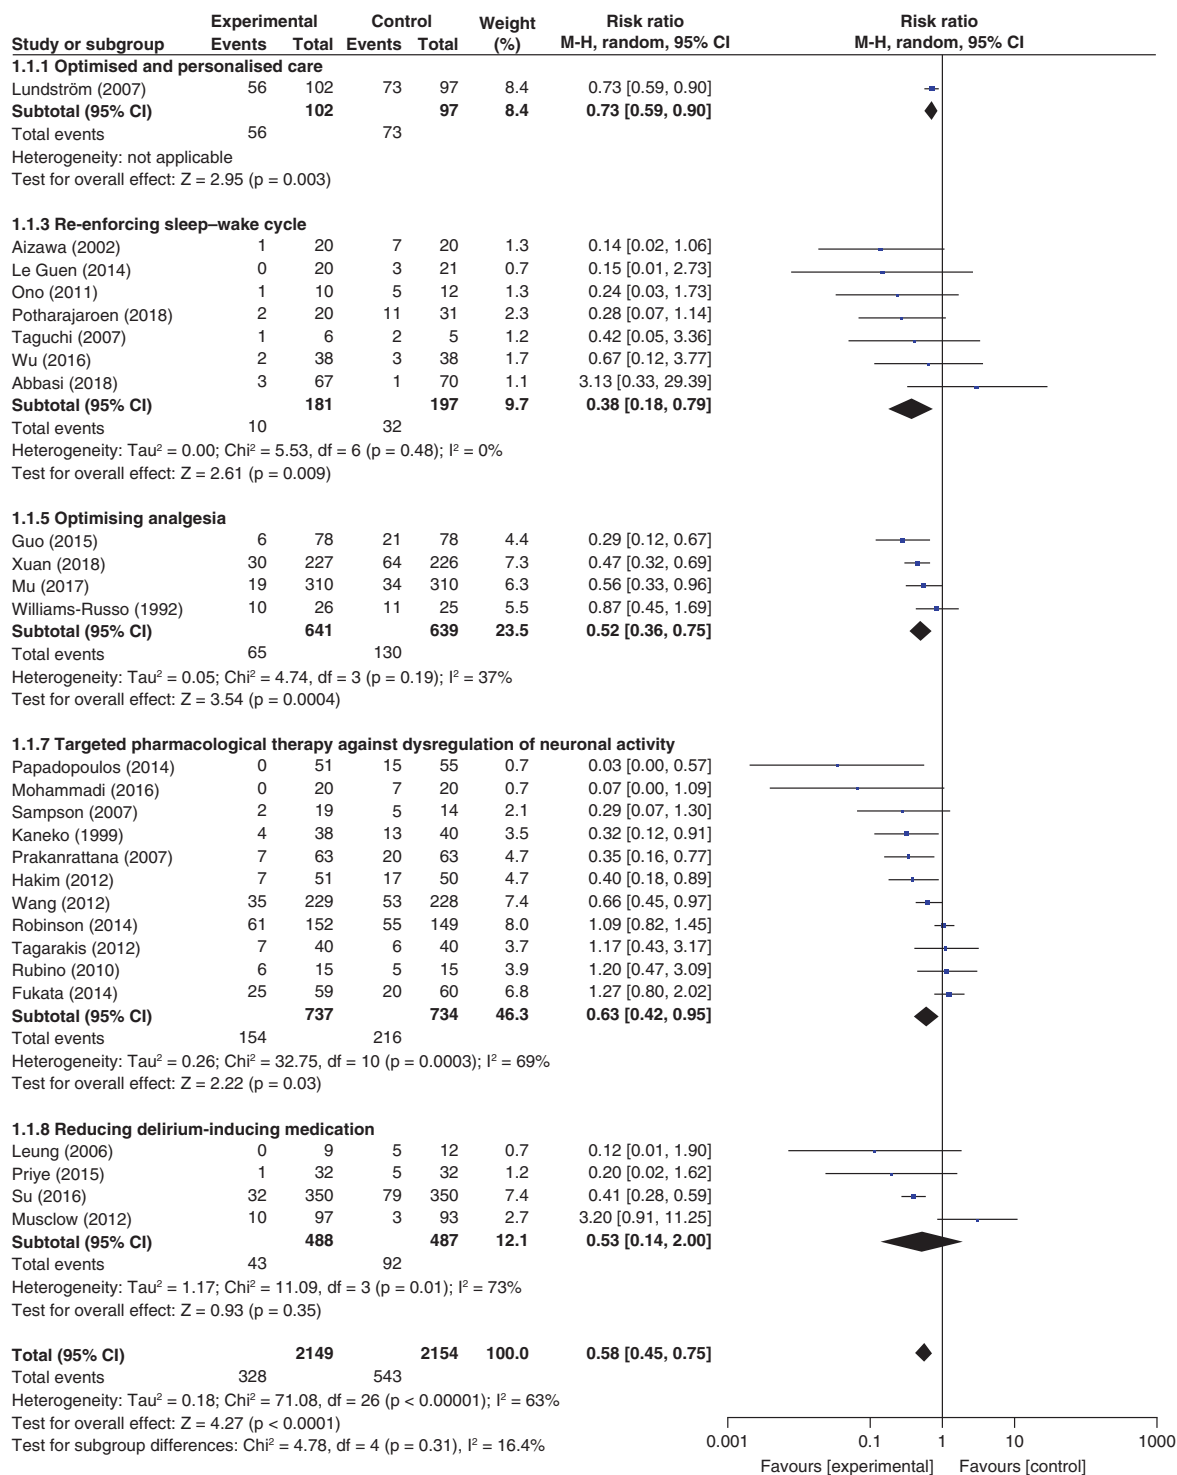 Experimental Control Weight Risk ratio Risk ratio
Study or subgroup Events Total Events Total (%) M-H, random, 95% CI M-H, random, 95% CI
1.1.1 Optimised and personalised care
Lundström (2007) 56 102 73 97 8.4 0.73 [0.59, 0.90]
Subtotal (95% CI) 102 97 8.4 0.73 [0.59, 0.90]
Total events 56 73
Heterogeneity: not applicable
Test for overall effect: Z = 2.95 (p = 0.003)
1.1.3 Re-enforcing sleep–wake cycle
Aizawa (2002) 1 20 7 20 1.3 0.14 [0.02, 1.06]
Le Guen (2014) 0 20 3 21 0.7 0.15 [0.01, 2.73]
Ono (2011) 1 10 5 12 1.3 0.24 [0.03, 1.73]
Potharajaroen (2018) 2 20 11 31 2.3 0.28 [0.07, 1.14]
Taguchi (2007) 1 6 2 5 1.2 0.42 [0.05, 3.36]
Wu (2016) 2 38 3 38 1.7 0.67 [0.12, 3.77]
Abbasi (2018) 3 67 1 70 1.1 3.13 [0.33, 29.39]
Subtotal (95% CI) 181 197 9.7 0.38 [0.18, 0.79]
Total events 10 32
Heterogeneity: Tau² = 0.00; Chi² = 5.53, df = 6 (p = 0.48); I² = 0%
Test for overall effect: Z = 2.61 (p = 0.009)
1.1.5 Optimising analgesia
Guo (2015) 6 78 21 78 4.4 0.29 [0.12, 0.67]
Xuan (2018) 30 227 64 226 7.3 0.47 [0.32, 0.69]
Mu (2017) 19 310 34 310 6.3 0.56 [0.33, 0.96]
Williams-Russo (1992) 10 26 11 25 5.5 0.87 [0.45, 1.69]
Subtotal (95% CI) 641 639 23.5 0.52 [0.36, 0.75]
Total events 65 130
Heterogeneity: Tau² = 0.05; Chi² = 4.74, df = 3 (p = 0.19); I² = 37%
Test for overall effect: Z = 3.54 (p = 0.0004)
1.1.7 Targeted pharmacological therapy against dysregulation of neuronal activity
Papadopoulos (2014) 0 51 15 55 0.7 0.03 [0.00, 0.57]
Mohammadi (2016) 0 20 7 20 0.7 0.07 [0.00, 1.09]
Sampson (2007) 2 19 5 14 2.1 0.29 [0.07, 1.30]
Kaneko (1999) 4 38 13 40 3.5 0.32 [0.12, 0.91]
Prakanrattana (2007) 7 63 20 63 4.7 0.35 [0.16, 0.77]
Hakim (2012) 7 51 17 50 4.7 0.40 [0.18, 0.89]
Wang (2012) 35 229 53 228 7.4 0.66 [0.45, 0.97]
Robinson (2014) 61 152 55 149 8.0 1.09 [0.82, 1.45]
Tagarakis (2012) 7 40 6 40 3.7 1.17 [0.43, 3.17]
Rubino (2010) 6 15 5 15 3.9 1.20 [0.47, 3.09]
Fukata (2014) 25 59 20 60 6.8 1.27 [0.80, 2.02]
Subtotal (95% CI) 737 734 46.3 0.63 [0.42, 0.95]
Total events 154 216
Heterogeneity: Tau² = 0.26; Chi² = 32.75, df = 10 (p = 0.0003); I² = 69%
Test for overall effect: Z = 2.22 (p = 0.03)
1.1.8 Reducing delirium-inducing medication
Leung (2006) 0 9 5 12 0.7 0.12 [0.01, 1.90]
Priye (2015) 1 32 5 32 1.2 0.20 [0.02, 1.62]
Su (2016) 32 350 79 350 7.4 0.41 [0.28, 0.59]
Musclow (2012) 10 97 3 93 2.7 3.20 [0.91, 11.25]
Subtotal (95% CI) 488 487 12.1 0.53 [0.14, 2.00]
Total events 43 92
Heterogeneity: Tau² = 1.17; Chi² = 11.09, df = 3 (p = 0.01); I² = 73%
Test for overall effect: Z = 0.93 (p = 0.35)
Total (95% CI) 2149 2154 100.0 0.58 [0.45, 0.75]
Total events 328 543
Heterogeneity: Tau² = 0.18; Chi² = 71.08, df = 26 (p < 0.00001); I² = 63%
Test for overall effect: Z = 4.27 (p < 0.0001)
Test for subgroup differences: Chi² = 4.78, df = 4 (p = 0.31), I² = 16.4%
0.001 0.1 1 10 1000
Favours [experimental] Favours [control]